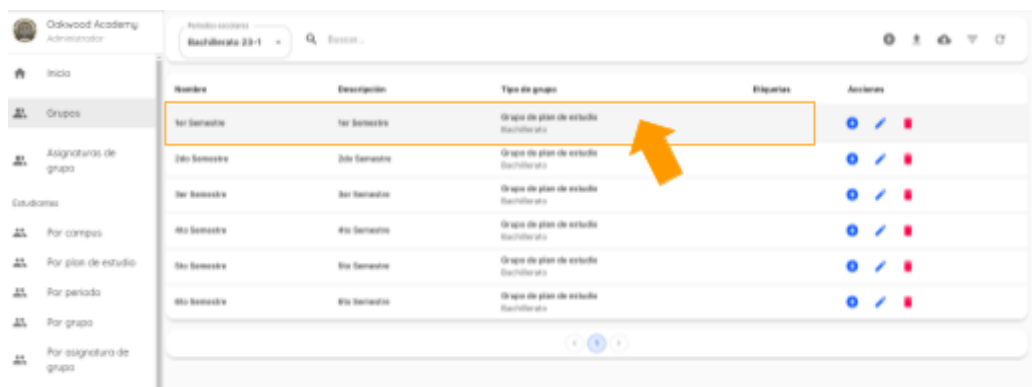 Oakwood Academy
Administrador
Inicio
Grupos
Asignaturas de
grupo
Estudiantes
Por campus
Por plan de estudio
Por periodo
Por grupo
Por asignatura de
grupo
Periodos escolares
Bachillerato 23-1
Buscar...
Nombre Descripción Tipo de grupo Etiquetas Acciones
1er Semestre 1er Semestre Grupo de plan de estudio
Bachillerato
2do Semestre 2do Semestre Grupo de plan de estudio
Bachillerato
3er Semestre 3er Semestre Grupo de plan de estudio
Bachillerato
4to Semestre 4to Semestre Grupo de plan de estudio
Bachillerato
5to Semestre 5to Semestre Grupo de plan de estudio
Bachillerato
6to Semestre 6to Semestre Grupo de plan de estudio
Bachillerato
1